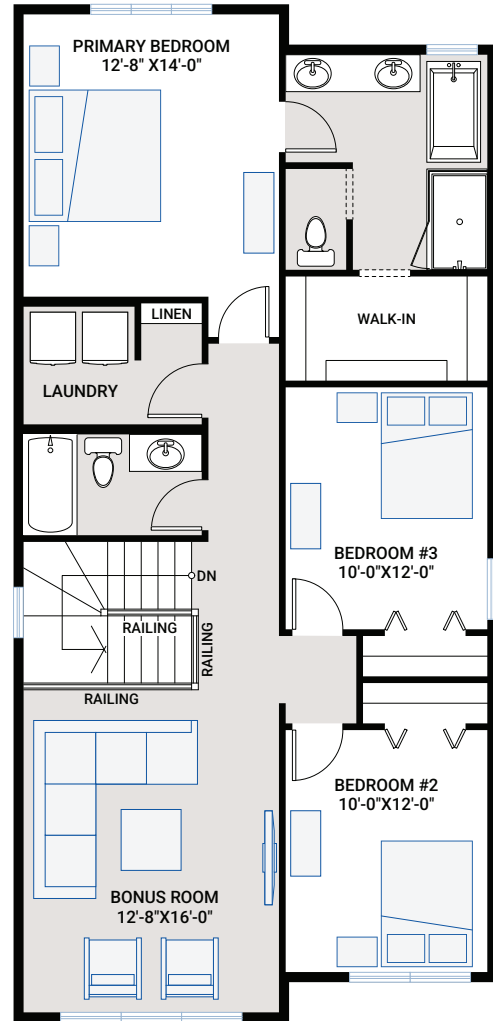 PRIMARY BEDROOM
12'-8" X14'-0"
LINEN
WALK-IN
LAUNDRY
BEDROOM #3
10'-0"X12'-0"
DN
RAILING
RAILING
RAILING
BEDROOM #2
10'-0"X12'-0"
BONUS ROOM
12'-8"X16'-0"